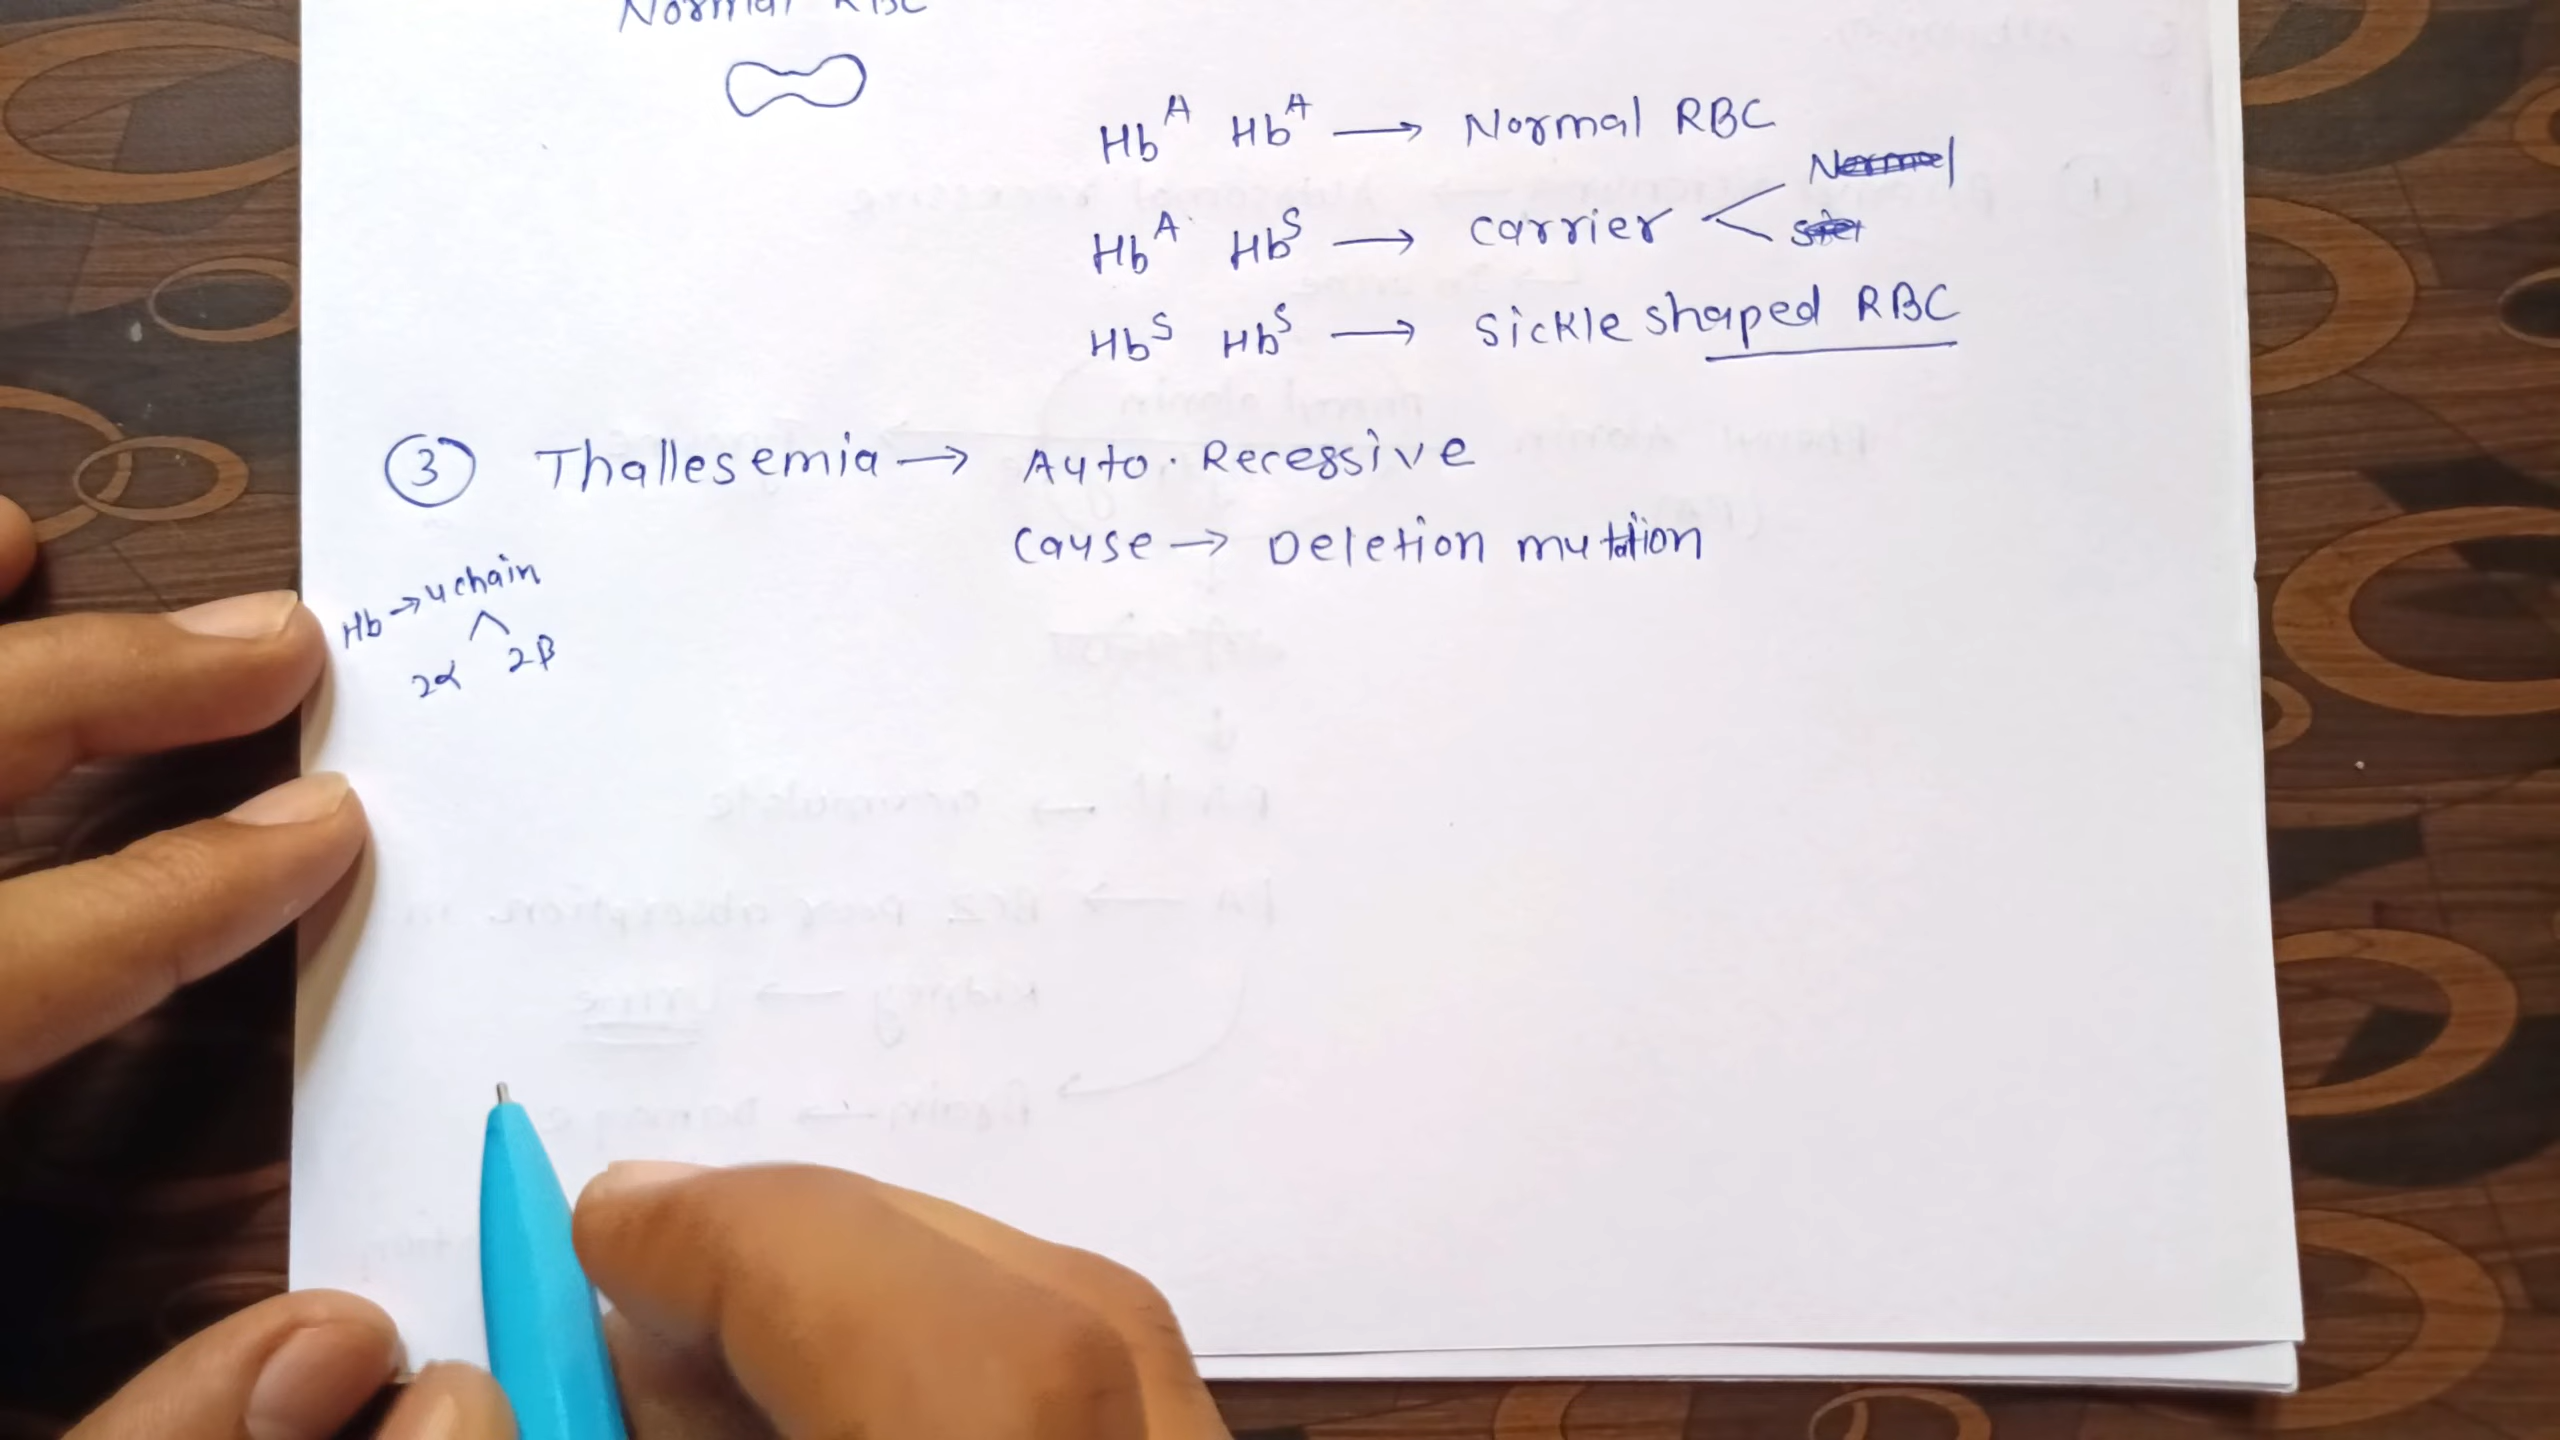 Normal RBC
Hb^A Hb^A → Normal RBC
Normal
Hb^A Hb^S → carrier <
Hb^S Hb^S → Sickle shaped RBC
③ Thallesemia → Auto. Recessive
Cause → Deletion mutation
Hb → 4 chain
2α 2β